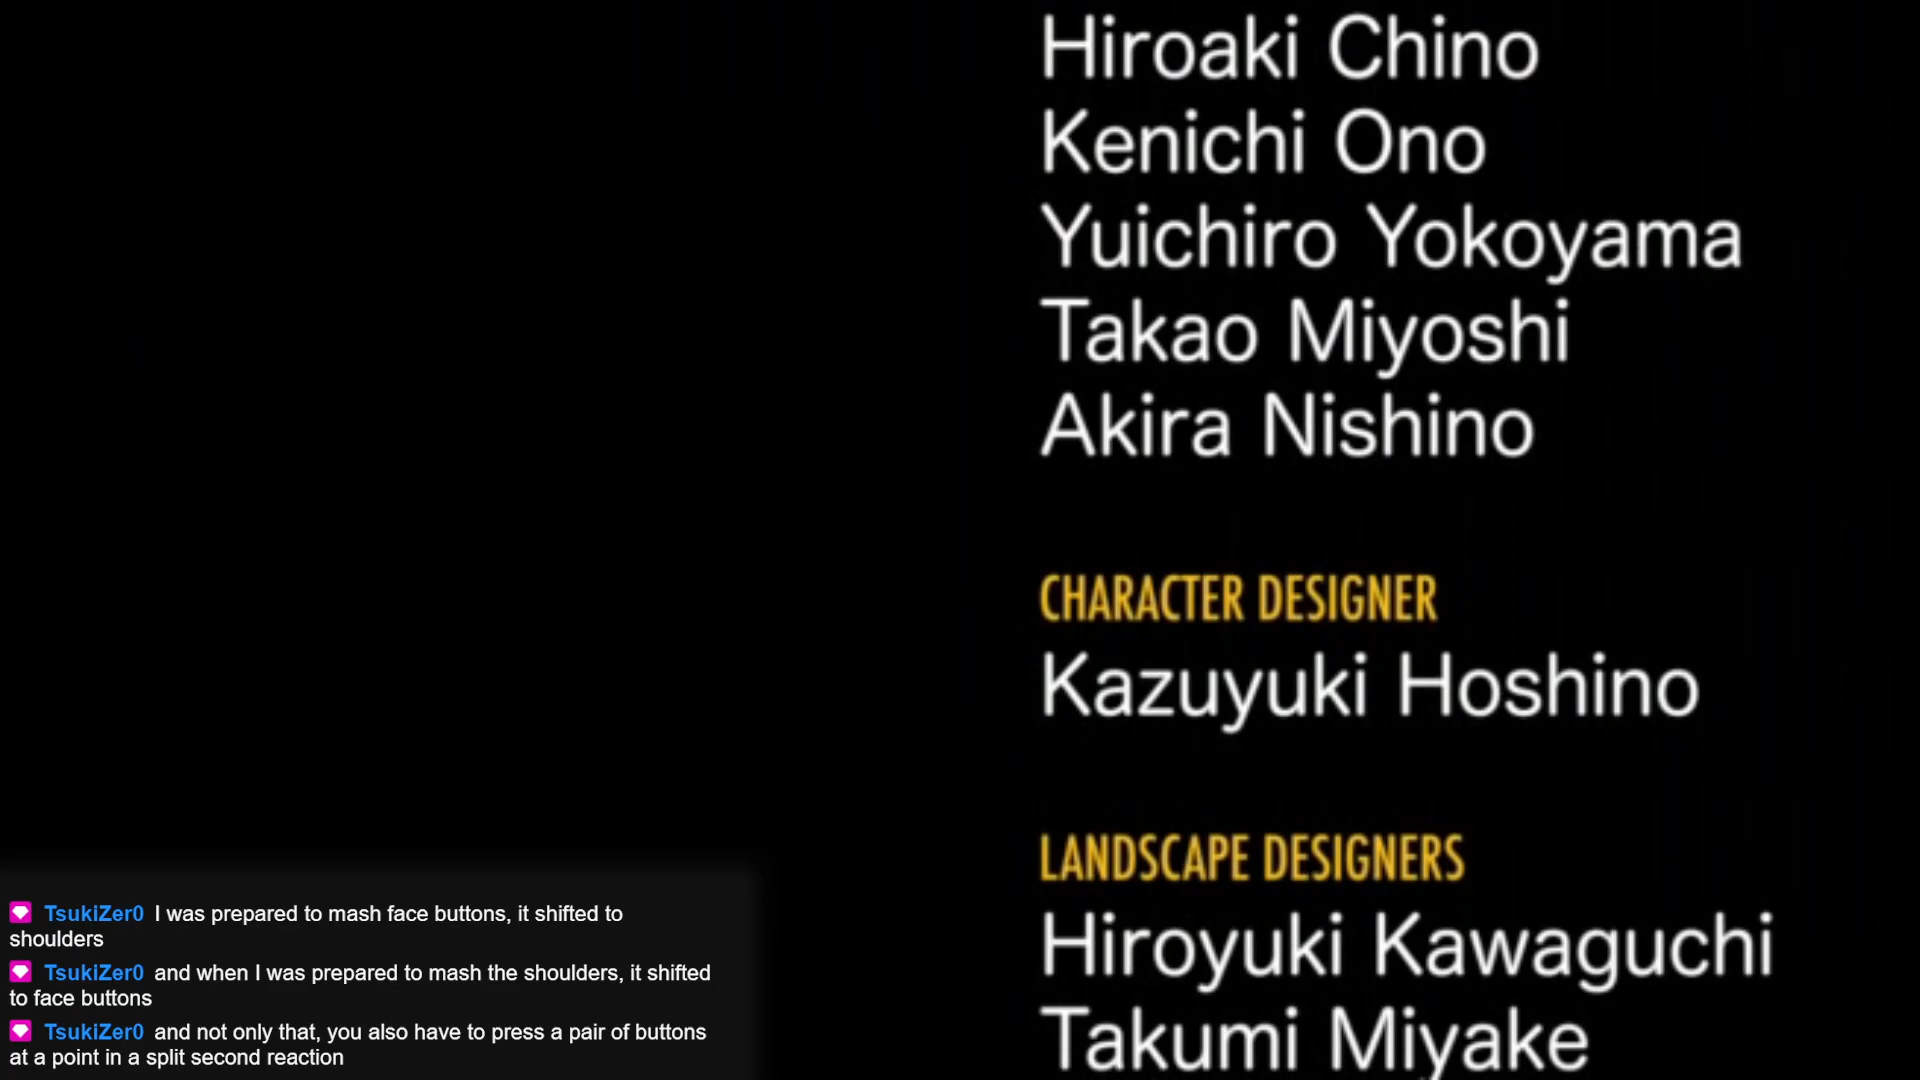 Hiroaki Chino
Kenichi Ono
Yuichiro Yokoyama
Takao Miyoshi
Akira Nishino
CHARACTER DESIGNER
Kazuyuki Hoshino
LANDSCAPE DESIGNERS
Hiroyuki Kawaguchi
Takumi Miyake
TsukiZer0 I was prepared to mash face buttons, it shifted to
shoulders
TsukiZer0 and when I was prepared to mash the shoulders, it shifted
to face buttons
TsukiZer0 and not only that, you also have to press a pair of buttons
at a point in a split second reaction